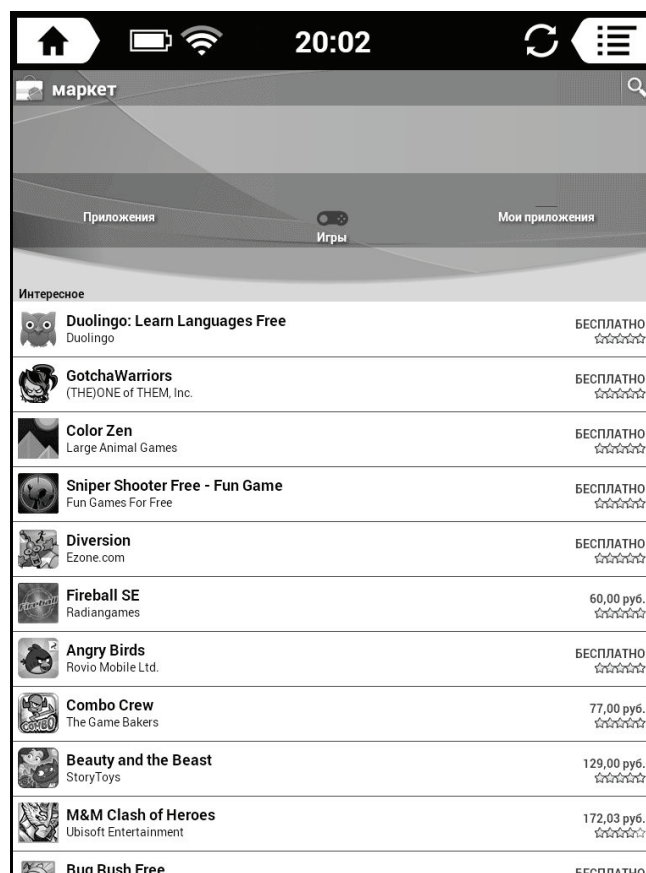 20:02
маркет
Приложения
Игры
Мои приложения
Интересное
Duolingo: Learn Languages Free
БЕСПЛАТНО
Duolingo
GotchaWarriors
БЕСПЛАТНО
(THE)ONE of THEM, Inc.
Color Zen
БЕСПЛАТНО
Large Animal Games
Sniper Shooter Free - Fun Game
БЕСПЛАТНО
Fun Games For Free
Diversion
БЕСПЛАТНО
Ezone.com
Fireball SE
60,00 руб.
Radiangames
Angry Birds
БЕСПЛАТНО
Rovio Mobile Ltd.
Combo Crew
77,00 руб.
The Game Bakers
Beauty and the Beast
129,00 руб.
StoryToys
M&M Clash of Heroes
172,03 руб.
Ubisoft Entertainment
Bug Rush Free
БЕСПЛАТНО